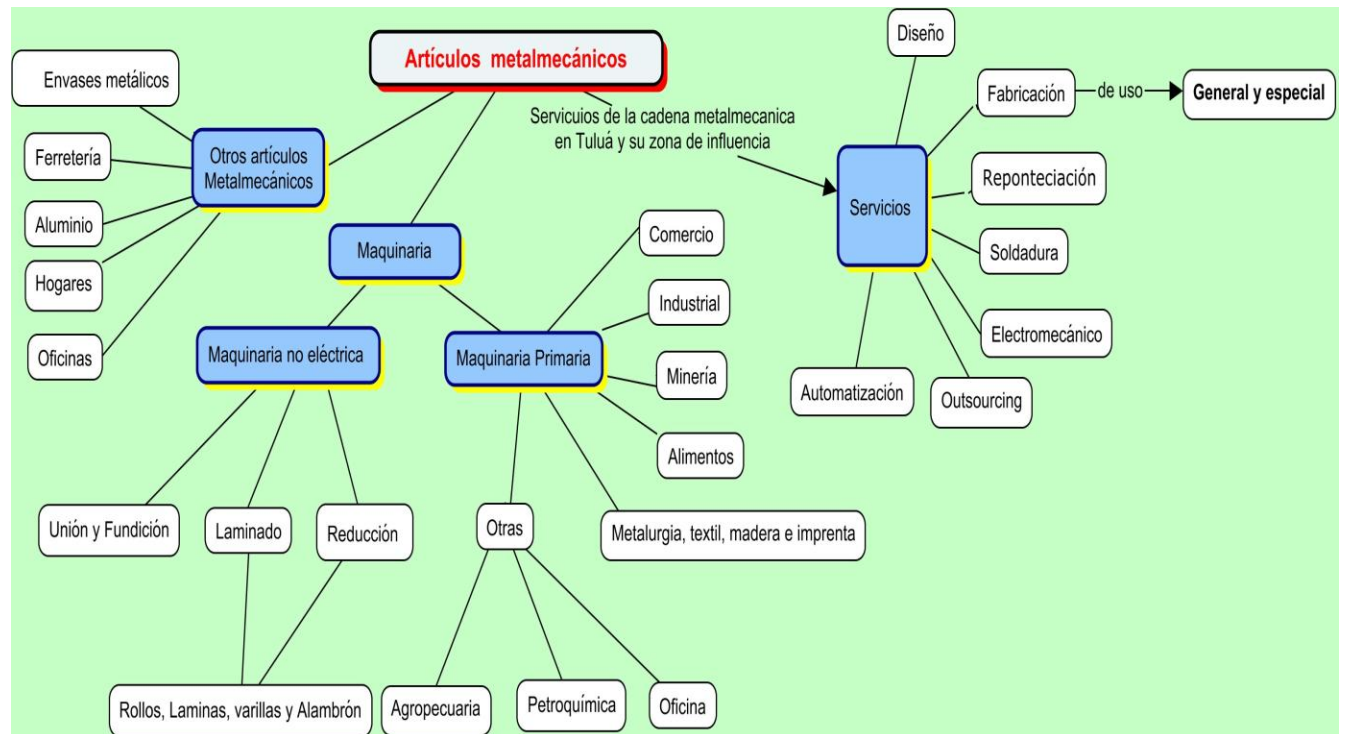 Artículos metalmecánicos
Envases metálicos
Ferretería
Aluminio
Hogares
Oficinas
Otros artículos
Metalmecánicos
Maquinaria
Maquinaria no eléctrica
Unión y Fundición
Laminado
Reducción
Rollos, Laminas, varillas y Alambrón
Maquinaria Primaria
Comercio
Industrial
Minería
Alimentos
Metalurgia, textil, madera e imprenta
Otras
Agropecuaria
Petroquímica
Oficina
Servicuios de la cadena metalmecanica
en Tuluá y su zona de influencia
Servicios
Diseño
Fabricación
de uso
General y especial
Reponteciación
Soldadura
Electromecánico
Outsourcing
Automatización